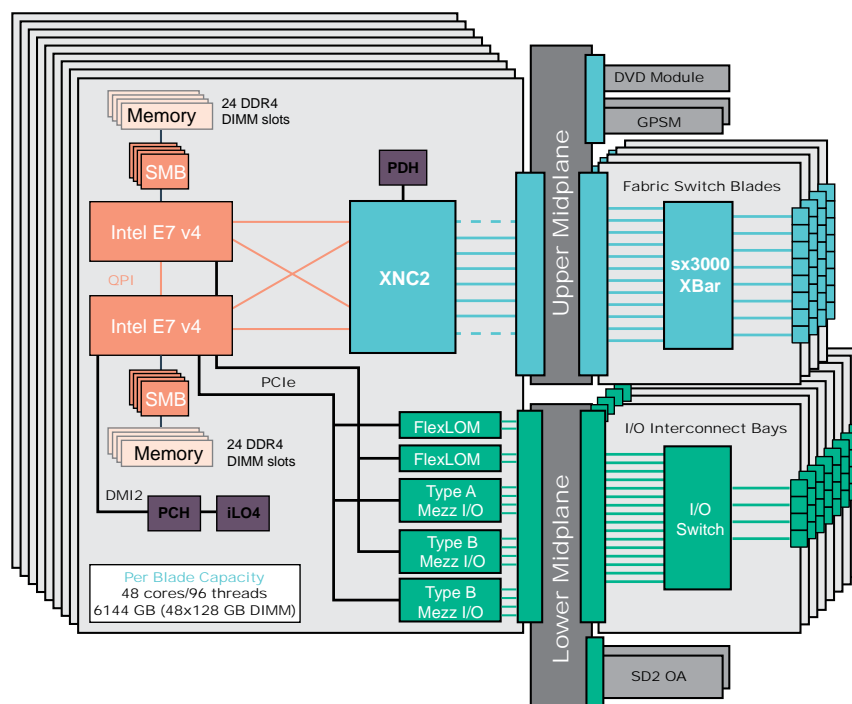 24 DDR4
DIMM slots
Memory
SMB
Intel E7 v4
QPI
Intel E7 v4
SMB
Memory
24 DDR4
DIMM slots
PCIe
DMI2
PCH
iLO4
PDH
XNC2
FlexLOM
FlexLOM
Type A
Mezz I/O
Type B
Mezz I/O
Type B
Mezz I/O
Per Blade Capacity
48 cores/96 threads
6144 GB (48x128 GB DIMM)
Upper Midplane
Lower Midplane
DVD Module
GPSM
Fabric Switch Blades
sx3000
XBar
I/O Interconnect Bays
I/O
Switch
SD2 OA